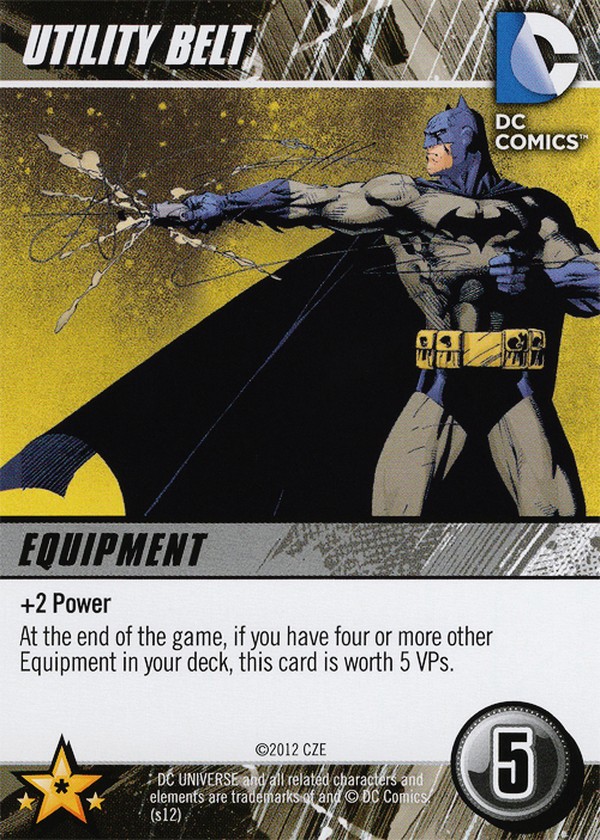 UTILITY BELT
DC
COMICS™
EQUIPMENT
+2 Power
At the end of the game, if you have four or more other
Equipment in your deck, this card is worth 5 VPs.
©2012 CZE
*
DC UNIVERSE and all related characters and
elements are trademarks of and © DC Comics.
(s12)
5